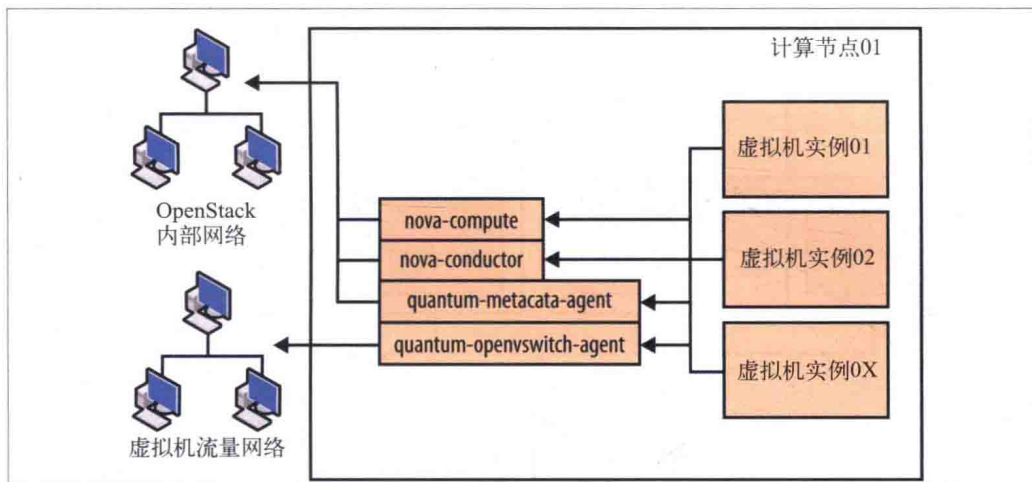 计算节点01
虚拟机实例01
OpenStack
内部网络
nova-compute
nova-conductor
虚拟机实例02
quantum-metacata-agent
quantum-openvswitch-agent
虚拟机实例0X
虚拟机流量网络